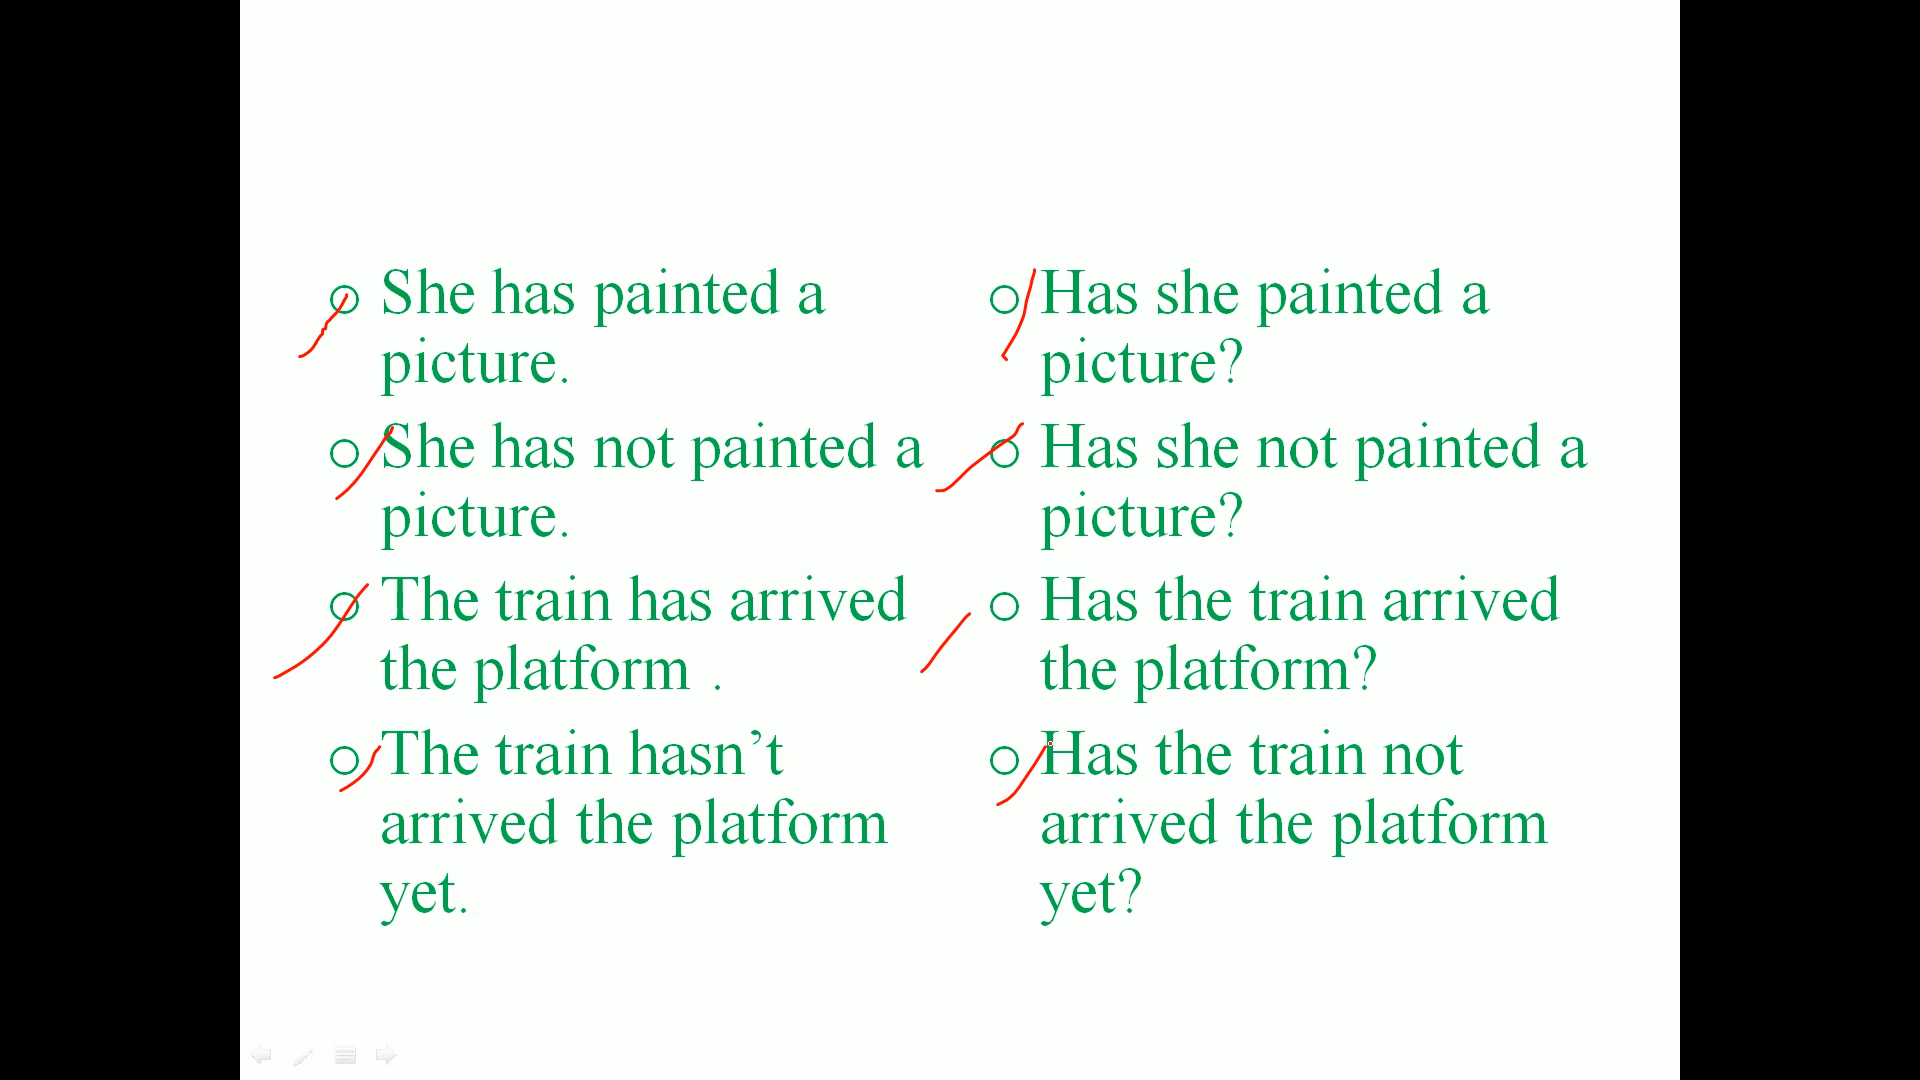 She has painted a
picture.
She has not painted a
picture.
The train has arrived
the platform .
The train hasn’t
arrived the platform
yet.
Has she painted a
picture?
Has she not painted a
picture?
Has the train arrived
the platform?
Has the train not
arrived the platform
yet?